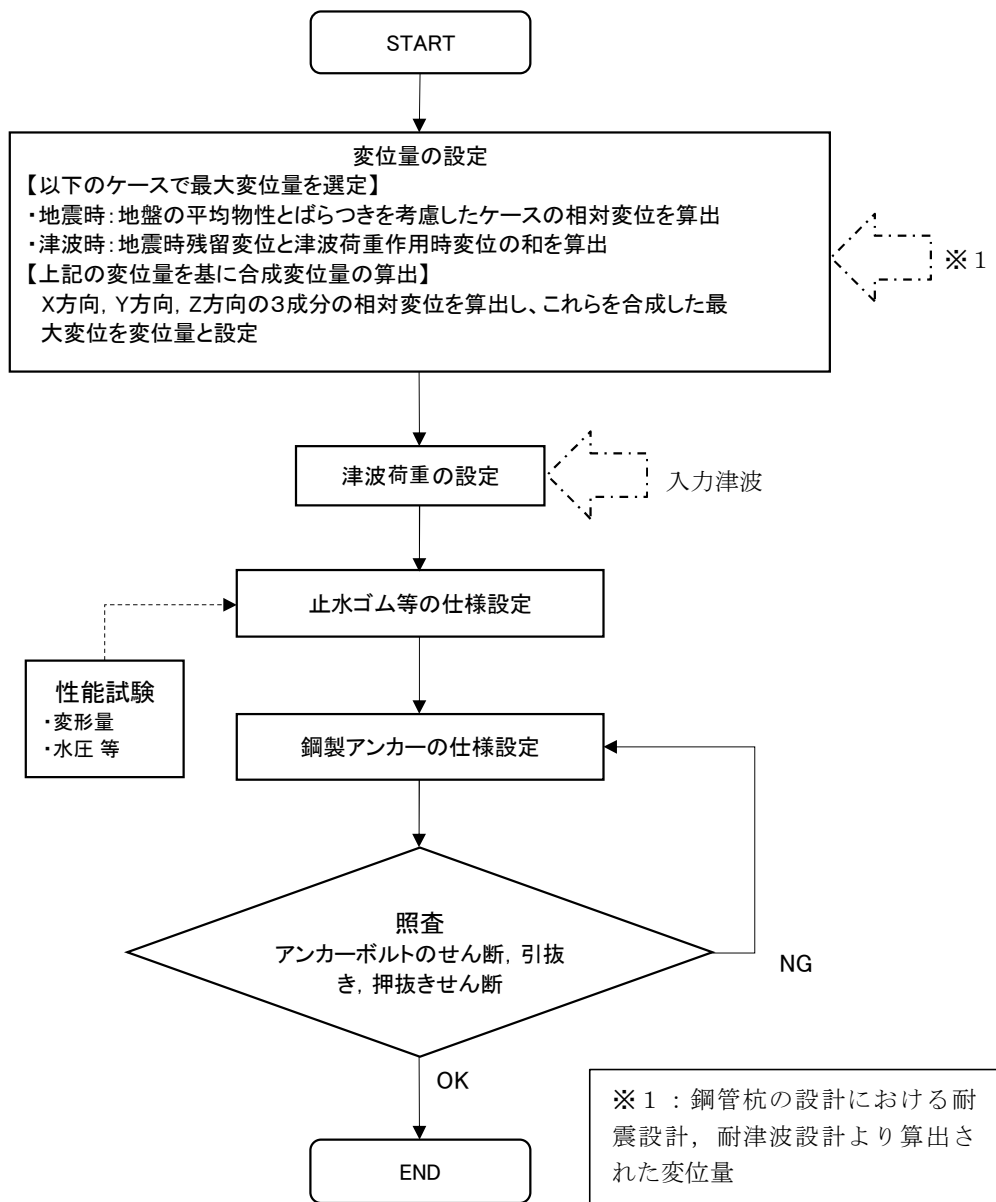 START
変位量の設定
【以下のケースで最大変位量を選定】
・地震時：地盤の平均物性とばらつきを考慮したケースの相対変位を算出
・津波時：地震時残留変位と津波荷重作用時変位の和を算出
【上記の変位量を基に合成変位量の算出】
X方向，Y方向，Z方向の3成分の相対変位を算出し、これらを合成した最
大変位を変位量と設定
※１
津波荷重の設定
入力津波
止水ゴム等の仕様設定
性能試験
・変形量
・水圧 等
鋼製アンカーの仕様設定
照査
アンカーボルトのせん断，引抜
き，押抜きせん断
NG
OK
END
※１：鋼管杭の設計における耐
震設計，耐津波設計より算出さ
れた変位量